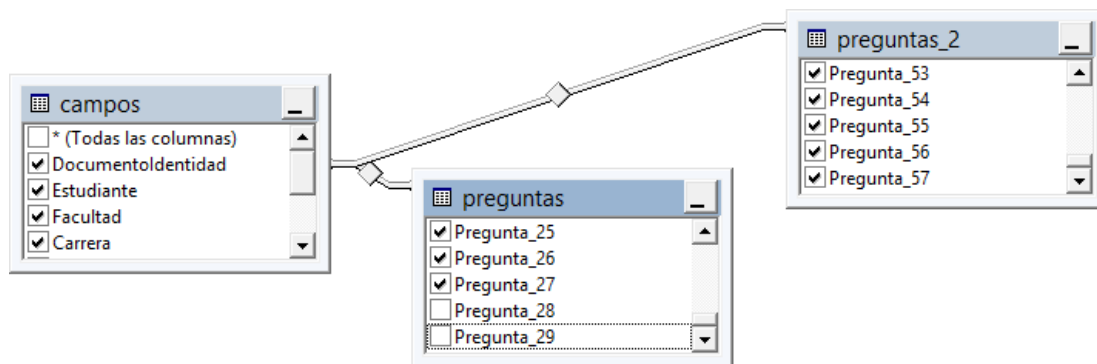 campos
* (Todas las columnas)
DocumentoIdentidad
Estudiante
Facultad
Carrera
preguntas
Pregunta_25
Pregunta_26
Pregunta_27
Pregunta_28
Pregunta_29
preguntas_2
Pregunta_53
Pregunta_54
Pregunta_55
Pregunta_56
Pregunta_57